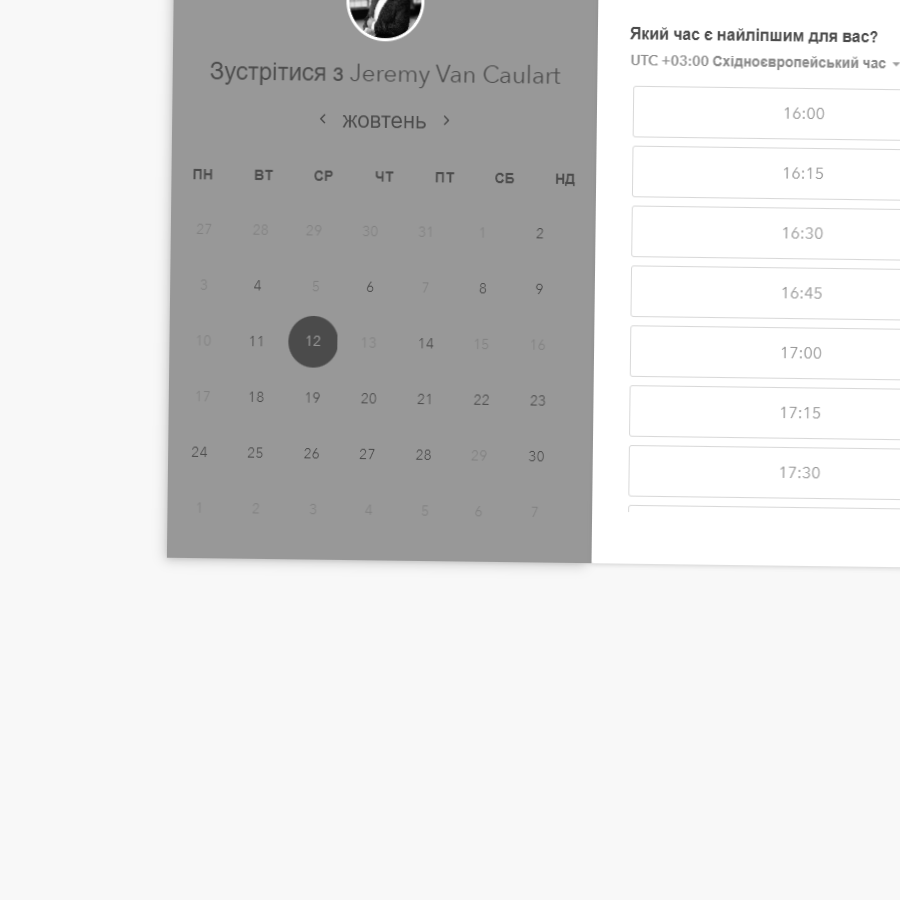 Зустрітися з Jeremy Van Caulart
‹ жовтень ›
ПН ВТ СР ЧТ ПТ СБ НД
27 28 29 30 31 1 2
3 4 5 6 7 8 9
10 11 12 13 14 15 16
17 18 19 20 21 22 23
24 25 26 27 28 29 30
1 2 3 4 5 6 7
Який час є найліпшим для вас?
UTC +03:00 Східноєвропейський час
16:00
16:15
16:30
16:45
17:00
17:15
17:30